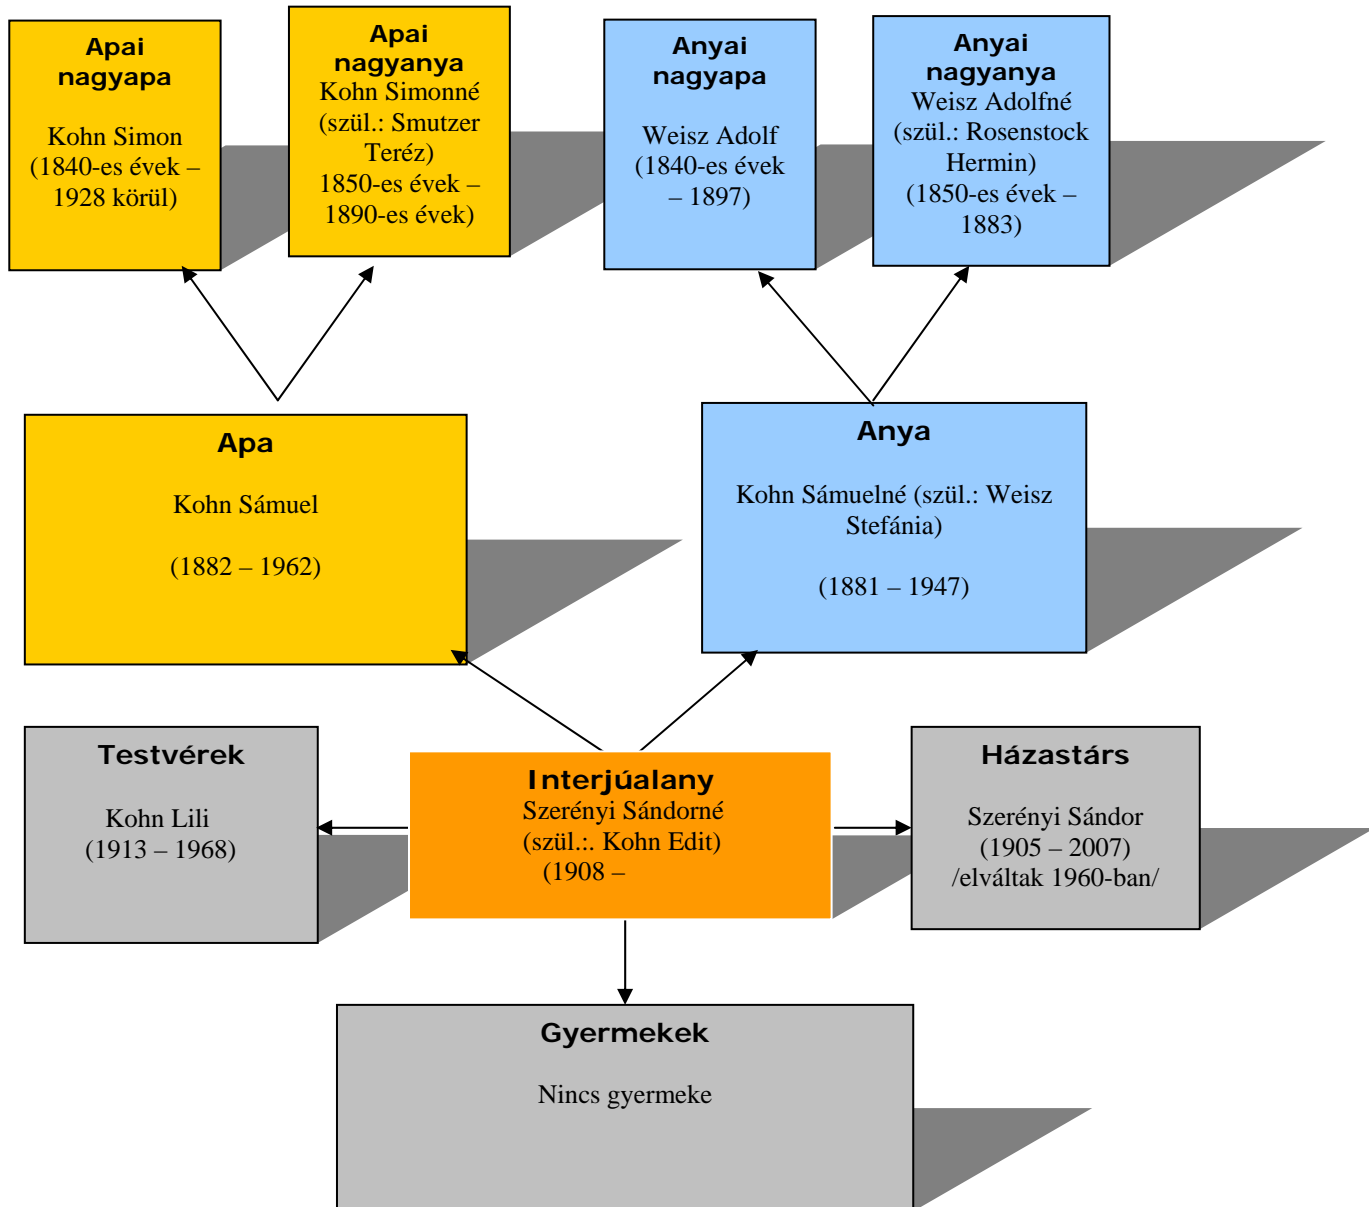 Apai
nagyapa
Kohn Simon
(1840-es évek –
1928 körül)
Apai
nagyanya
Kohn Simonné
(szül.: Smutzer
Teréz)
1850-es évek –
1890-es évek)
Anyai
nagyapa
Weisz Adolf
(1840-es évek
– 1897)
Anyai
nagyanya
Weisz Adolfné
(szül.: Rosenstock
Hermin)
(1850-es évek –
1883)
Apa
Kohn Sámuel
(1882 – 1962)
Anya
Kohn Sámuelné (szül.: Weisz
Stefánia)
(1881 – 1947)
Testvérek
Kohn Lili
(1913 – 1968)
Interjúalany
Szerényi Sándorné
(szül.:. Kohn Edit)
(1908 –
Házastárs
Szerényi Sándor
(1905 – 2007)
/elváltak 1960-ban/
Gyermekek
Nincs gyermeke